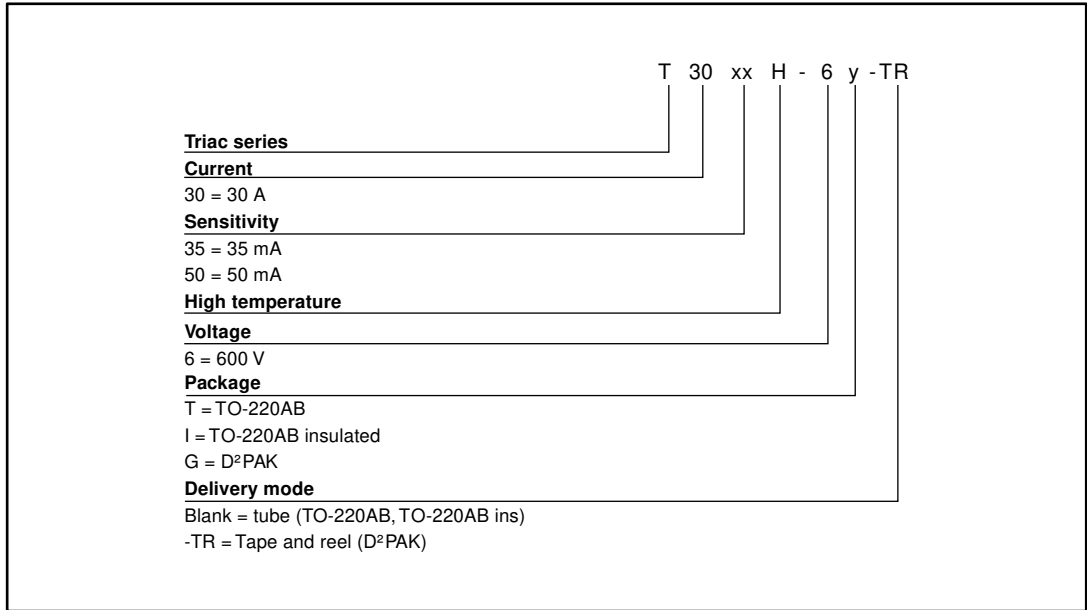 T 30 xx H - 6 y - TR
Triac series
Current
30 = 30 A
Sensitivity
35 = 35 mA
50 = 50 mA
High temperature
Voltage
6 = 600 V
Package
T = TO-220AB
I = TO-220AB insulated
G = D²PAK
Delivery mode
Blank = tube (TO-220AB, TO-220AB ins)
-TR = Tape and reel (D²PAK)